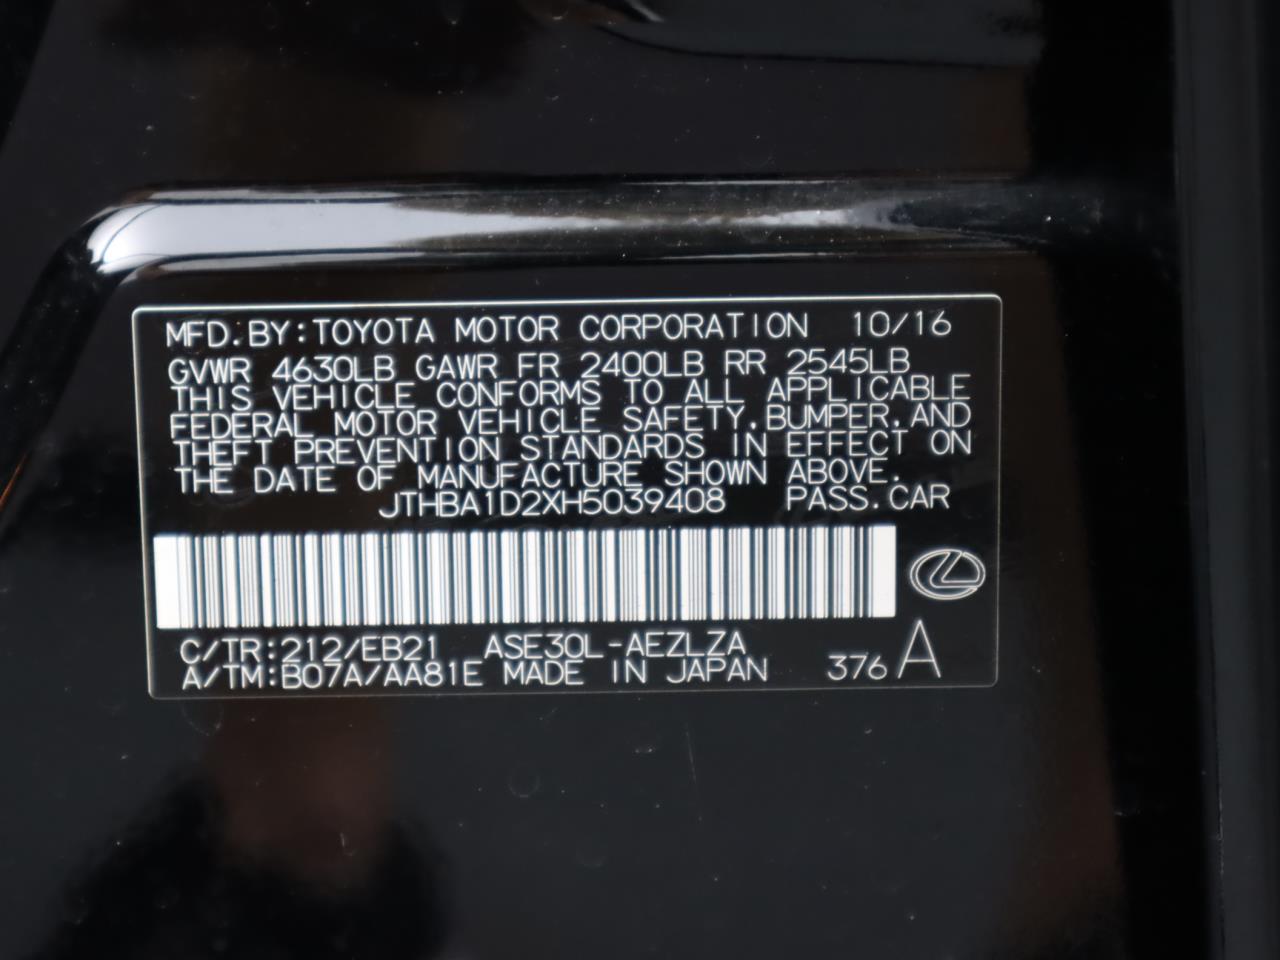 MFD.BY:TOYOTA MOTOR CORPORATION 10/16
GVWR 4630LB GAWR FR 2400LB RR 2545LB
THIS VEHICLE CONFORMS TO ALL APPLICABLE
FEDERAL MOTOR VEHICLE SAFETY,BUMPER,AND
THEFT PREVENTION STANDARDS IN EFFECT ON
THE DATE OF MANUFACTURE SHOWN ABOVE.
JTHBA1D2XH5039408 PASS.CAR
C/TR:212/EB21 ASE30L-AEZLZA
A/TM:B07A/AA81E MADE IN JAPAN 376 A